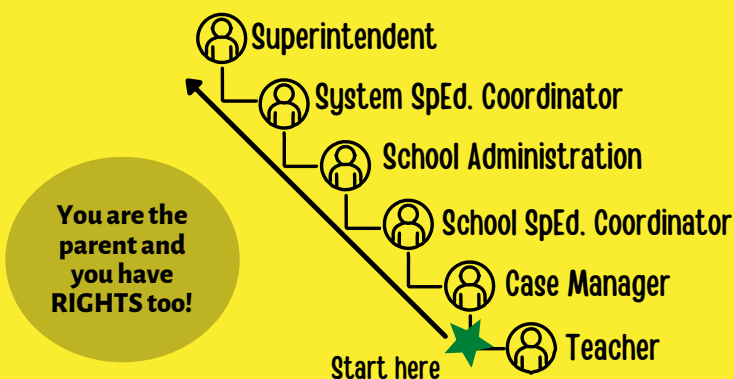 Superintendent
System SpEd. Coordinator
School Administration
School SpEd. Coordinator
Case Manager
Teacher
Start here
You are the
parent and
you have
RIGHTS too!